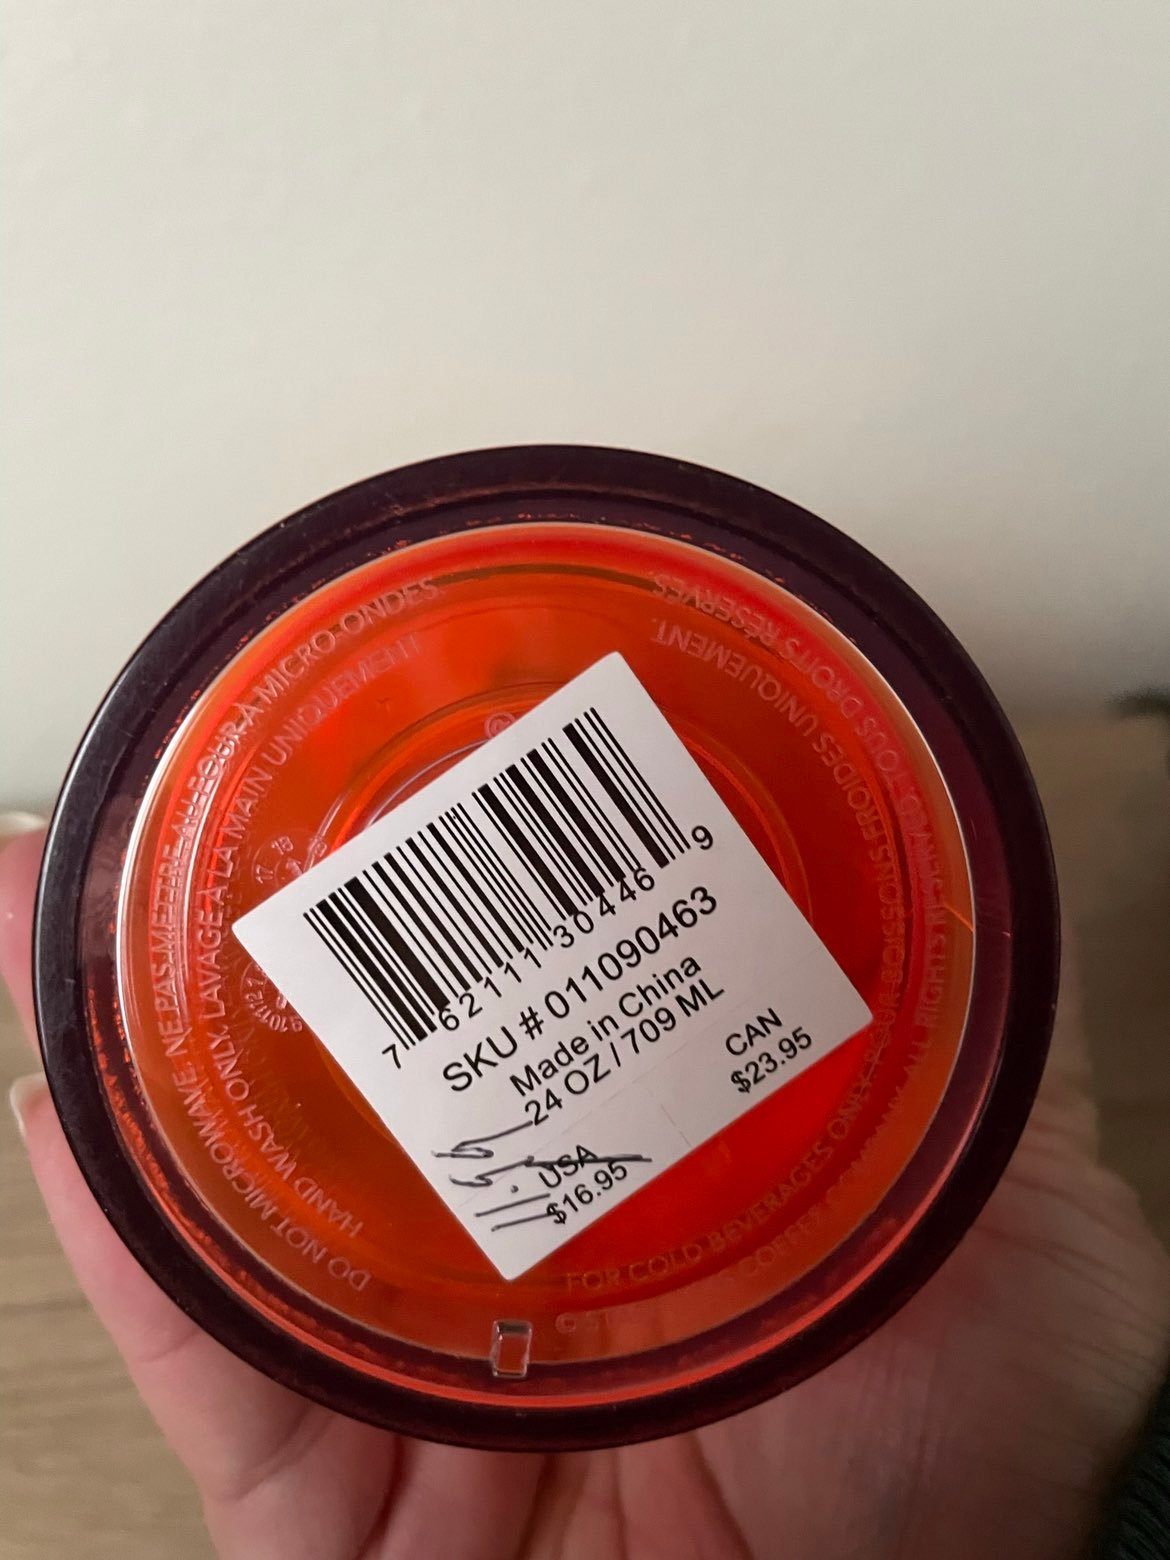 7 62111 30446 9
SKU # 011090463
Made in China
24 OZ / 709 ML
USA
$16.95
CAN
$23.95
DO NOT MICROWAVE. NE PAS METTRE AU FOUR À MICRO-ONDES.
HAND WASH ONLY. LAVAGE À LA MAIN UNIQUEMENT
FOR COLD BEVERAGES ONLY. POUR BOISSONS FROIDES UNIQUEMENT.
COFFEE COMPANY. ALL RIGHTS RESERVED. TOUS DROITS RÉSERVÉS.